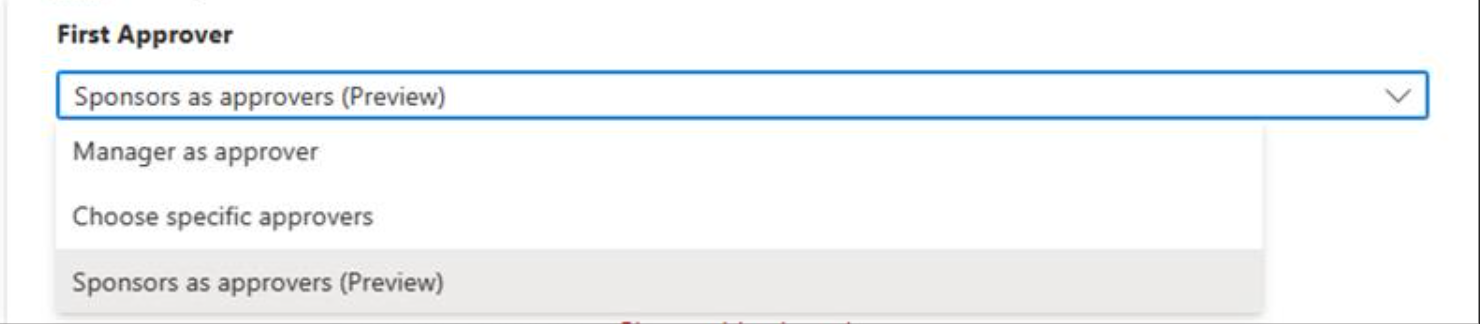 First Approver
Sponsors as approvers (Preview)
Manager as approver
Choose specific approvers
Sponsors as approvers (Preview)